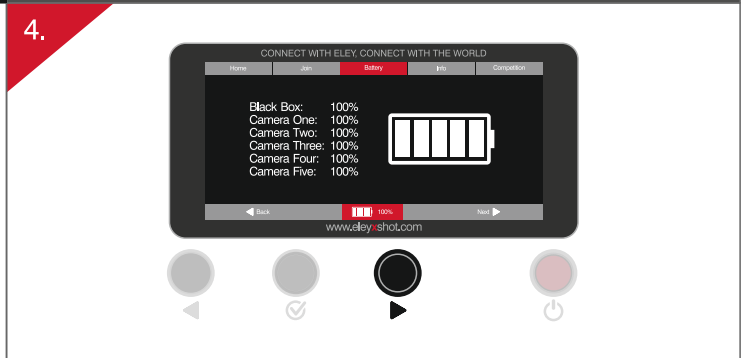 4.
CONNECT WITH ELEY, CONNECT WITH THE WORLD
Home Join Battery Info Competition
Black Box: 100%
Camera One: 100%
Camera Two: 100%
Camera Three: 100%
Camera Four: 100%
Camera Five: 100%
Back 100% Next
www.eleyxshot.com